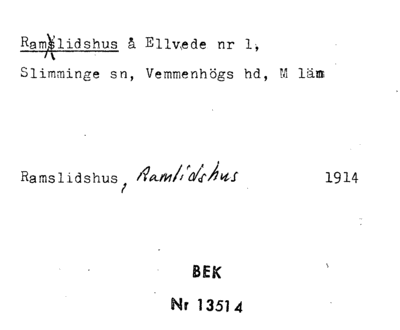 Ramslidshus å Ellvede nr 1,
Slimminge sn, Vemmenhögs hd, M län
Ramslidshus, Ramlidshus 1914
BEK
Nr 13514